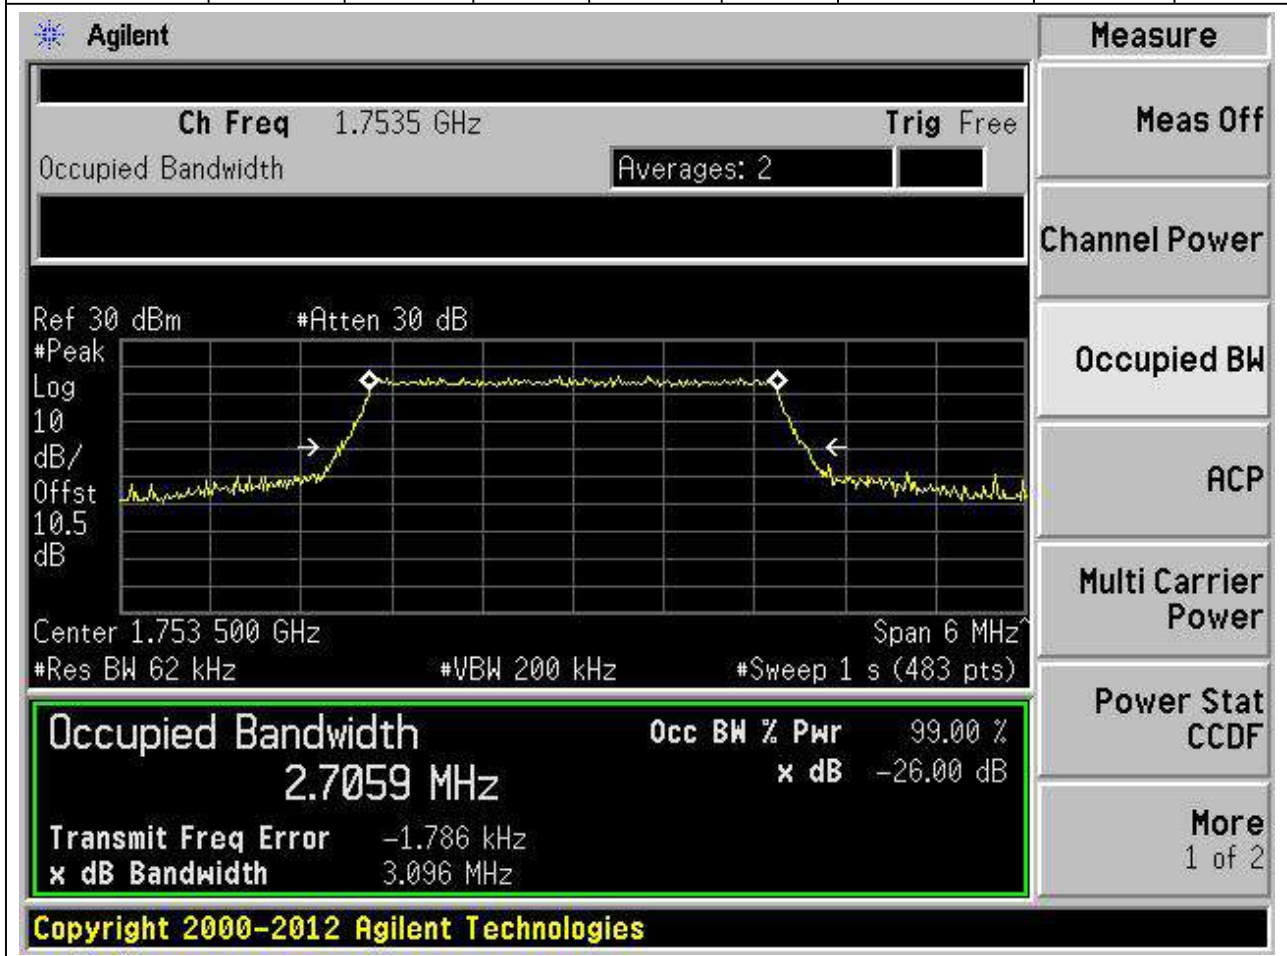 Agilent
Measure
Ch Freq 1.7535 GHz Trig Free
Occupied Bandwidth Averages: 2
Meas Off
Channel Power
Ref 30 dBm #Atten 30 dB
#Peak
Log
10
dB/
Offst
10.5
dB
Occupied BW
ACP
Center 1.753 500 GHz Span 6 MHz^
#Res BW 62 kHz #VBW 200 kHz #Sweep 1 s (483 pts)
Multi Carrier
Power
Occupied Bandwidth Occ BW % Pwr 99.00 %
2.7059 MHz x dB -26.00 dB
Transmit Freq Error -1.786 kHz
x dB Bandwidth 3.096 MHz
Power Stat
CCDF
More
1 of 2
Copyright 2000-2012 Agilent Technologies